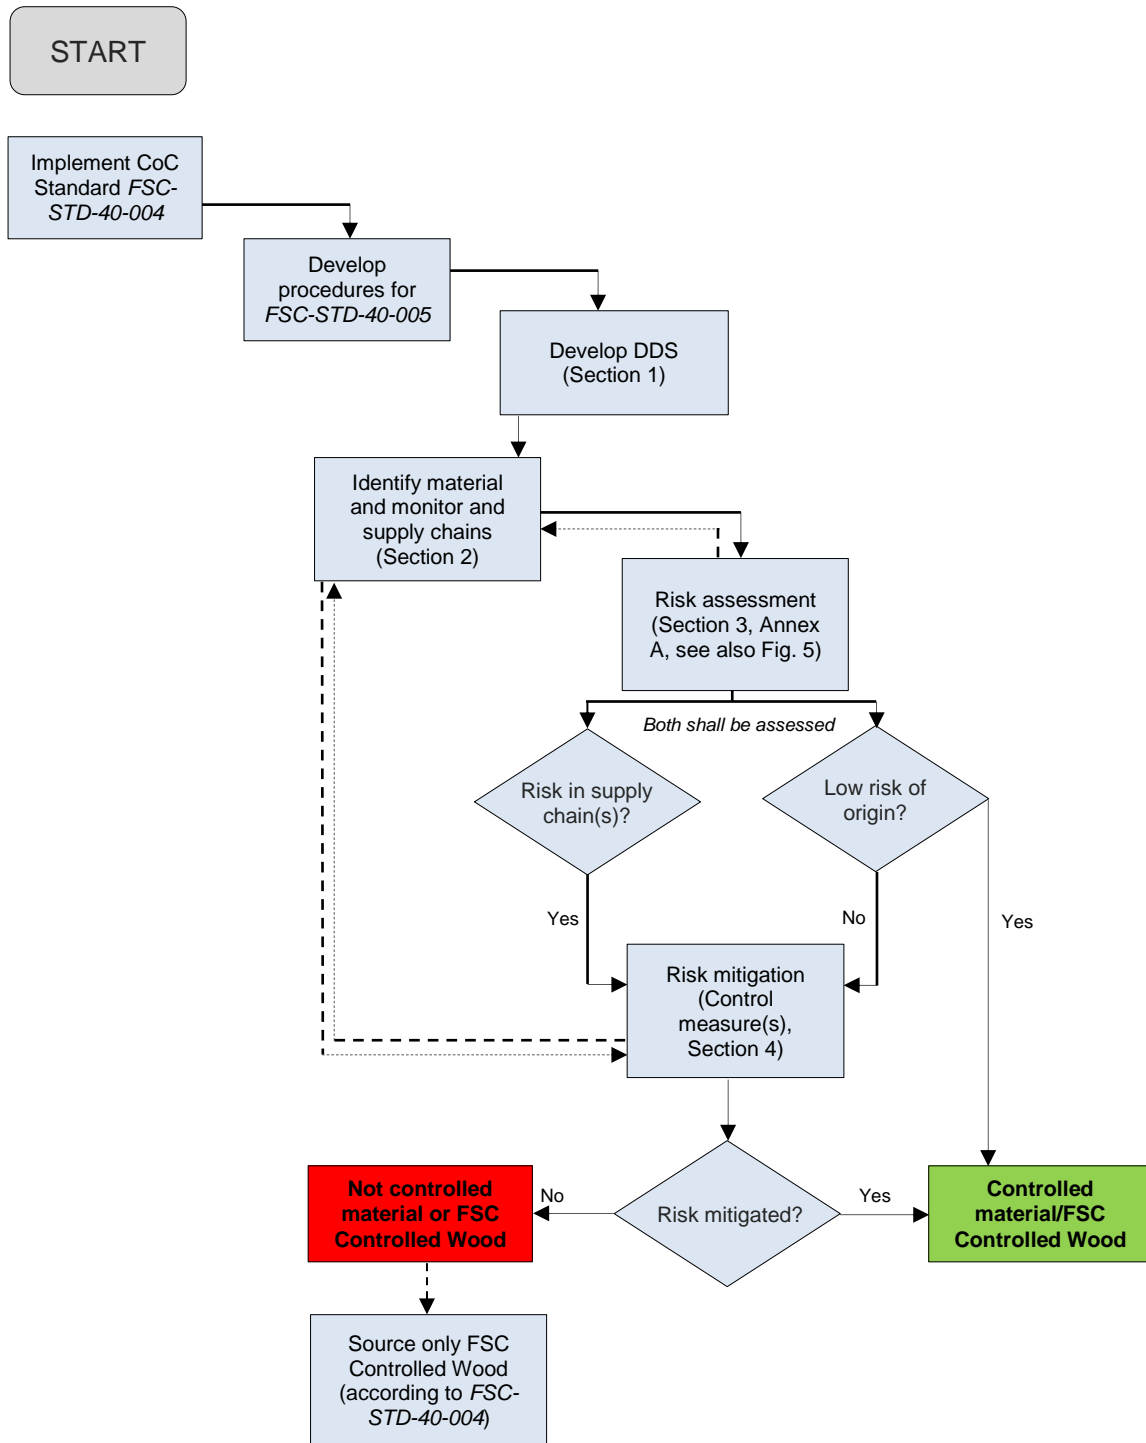 START
Implement CoC
Standard FSC-
STD-40-004
Develop
procedures for
FSC-STD-40-005
Develop DDS
(Section 1)
Identify material
and monitor and
supply chains
(Section 2)
Risk assessment
(Section 3, Annex
A, see also Fig. 5)
Both shall be assessed
Risk in supply
chain(s)?
Low risk of
origin?
Yes
No
Yes
Risk mitigation
(Control
measure(s),
Section 4)
Not controlled
material or FSC
Controlled Wood
No
Risk mitigated?
Yes
Controlled
material/FSC
Controlled Wood
Source only FSC
Controlled Wood
(according to FSC-
STD-40-004)